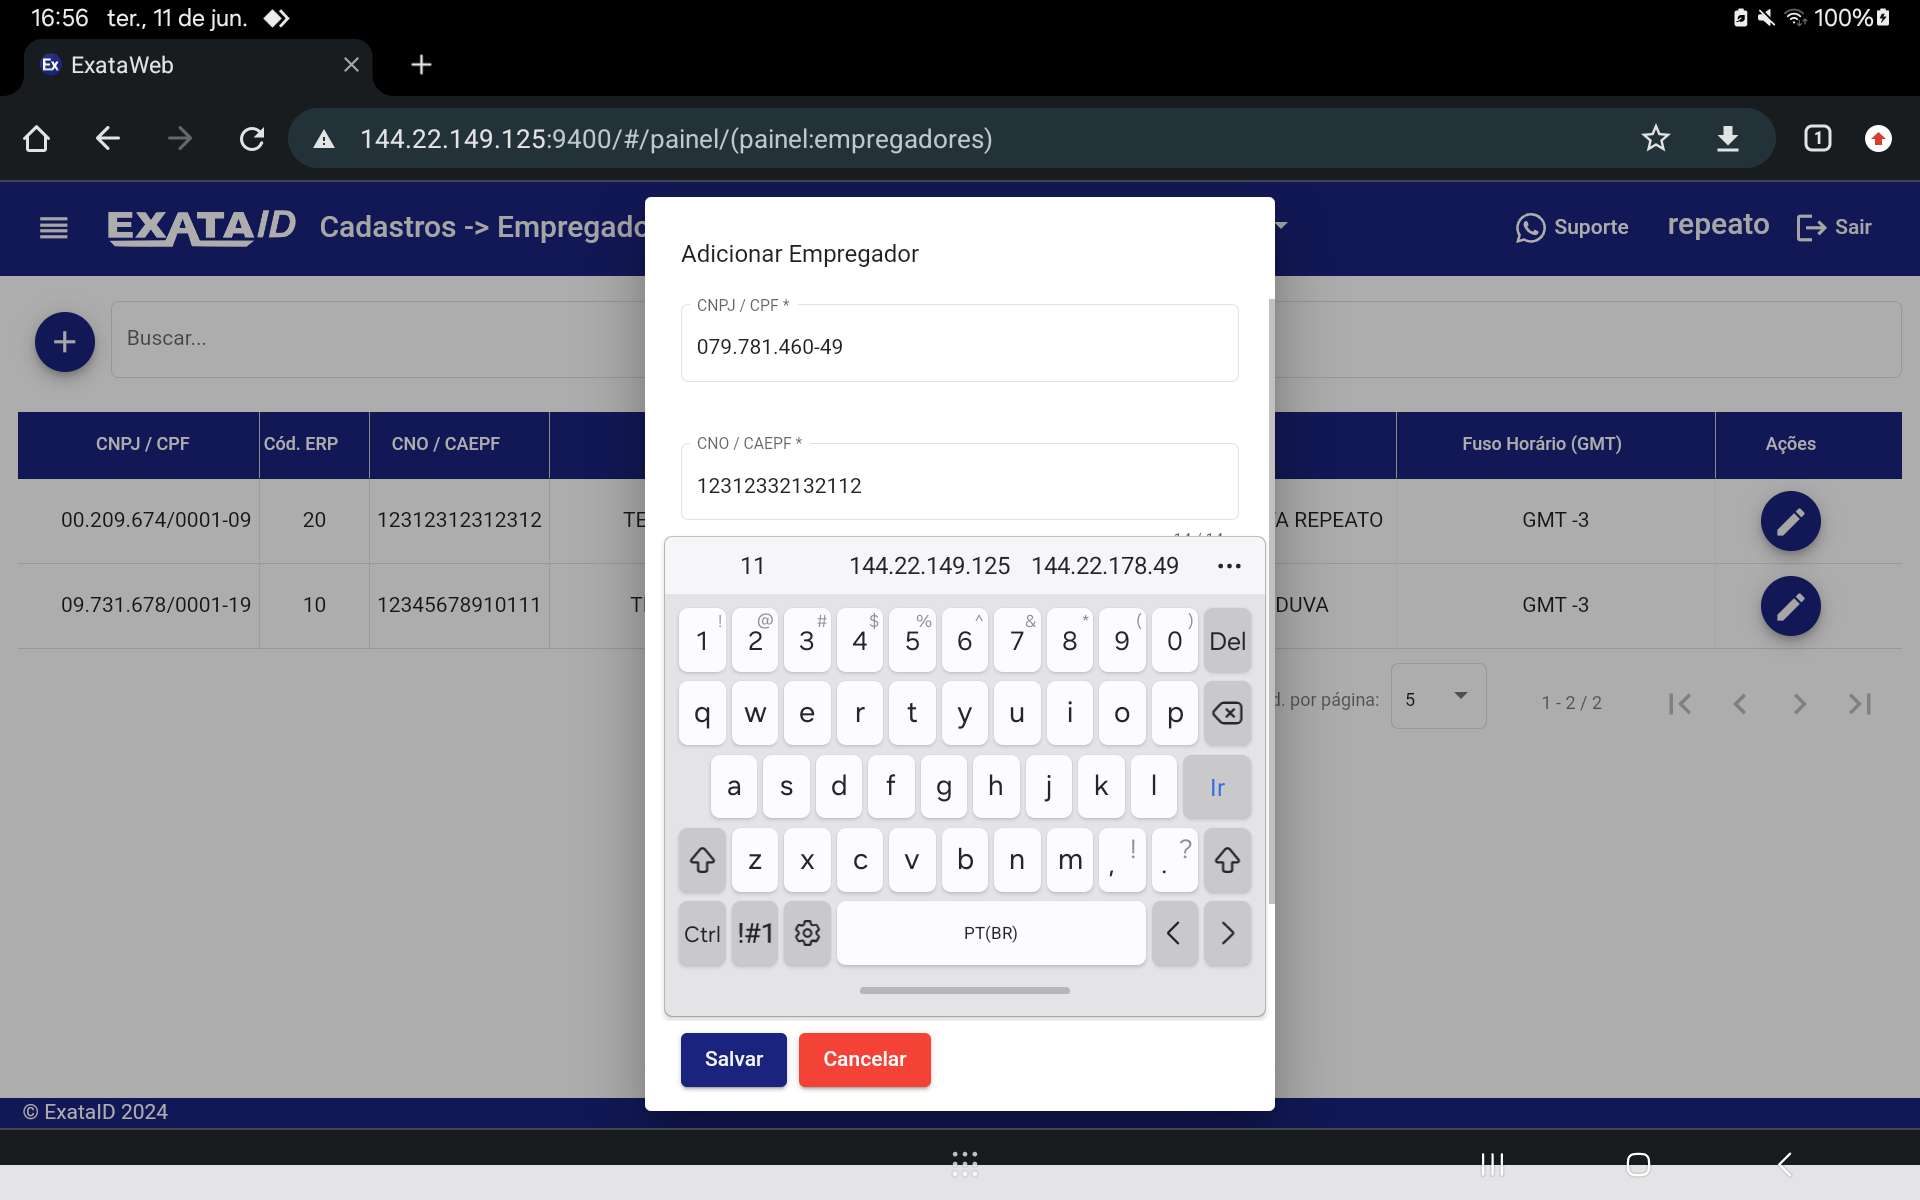 16:56 ter., 11 de jun.
100%
Ex ExataWeb
144.22.149.125:9400/#/painel/(painel:empregadores)
1
EXATAID Cadastros -> Empregado
Suporte repeato Sair
Adicionar Empregador
CNPJ / CPF *
079.781.460-49
Buscar...
CNO / CAEPF *
12312332132112
CNPJ / CPF Cód. ERP CNO / CAEPF Fuso Horário (GMT) Ações
00.209.674/0001-09 20 12312312312312 TE A REPEATO GMT -3
09.731.678/0001-19 10 12345678910111 T DUVA GMT -3
d. por página: 5 1 - 2 / 2
11 144.22.149.125 144.22.178.49
! @ # $ % ^ & * ( )
1 2 3 4 5 6 7 8 9 0 Del
q w e r t y u i o p
a s d f g h j k l Ir
z x c v b n m , ! . ?
Ctrl !#1 PT(BR)
Salvar Cancelar
© ExataID 2024